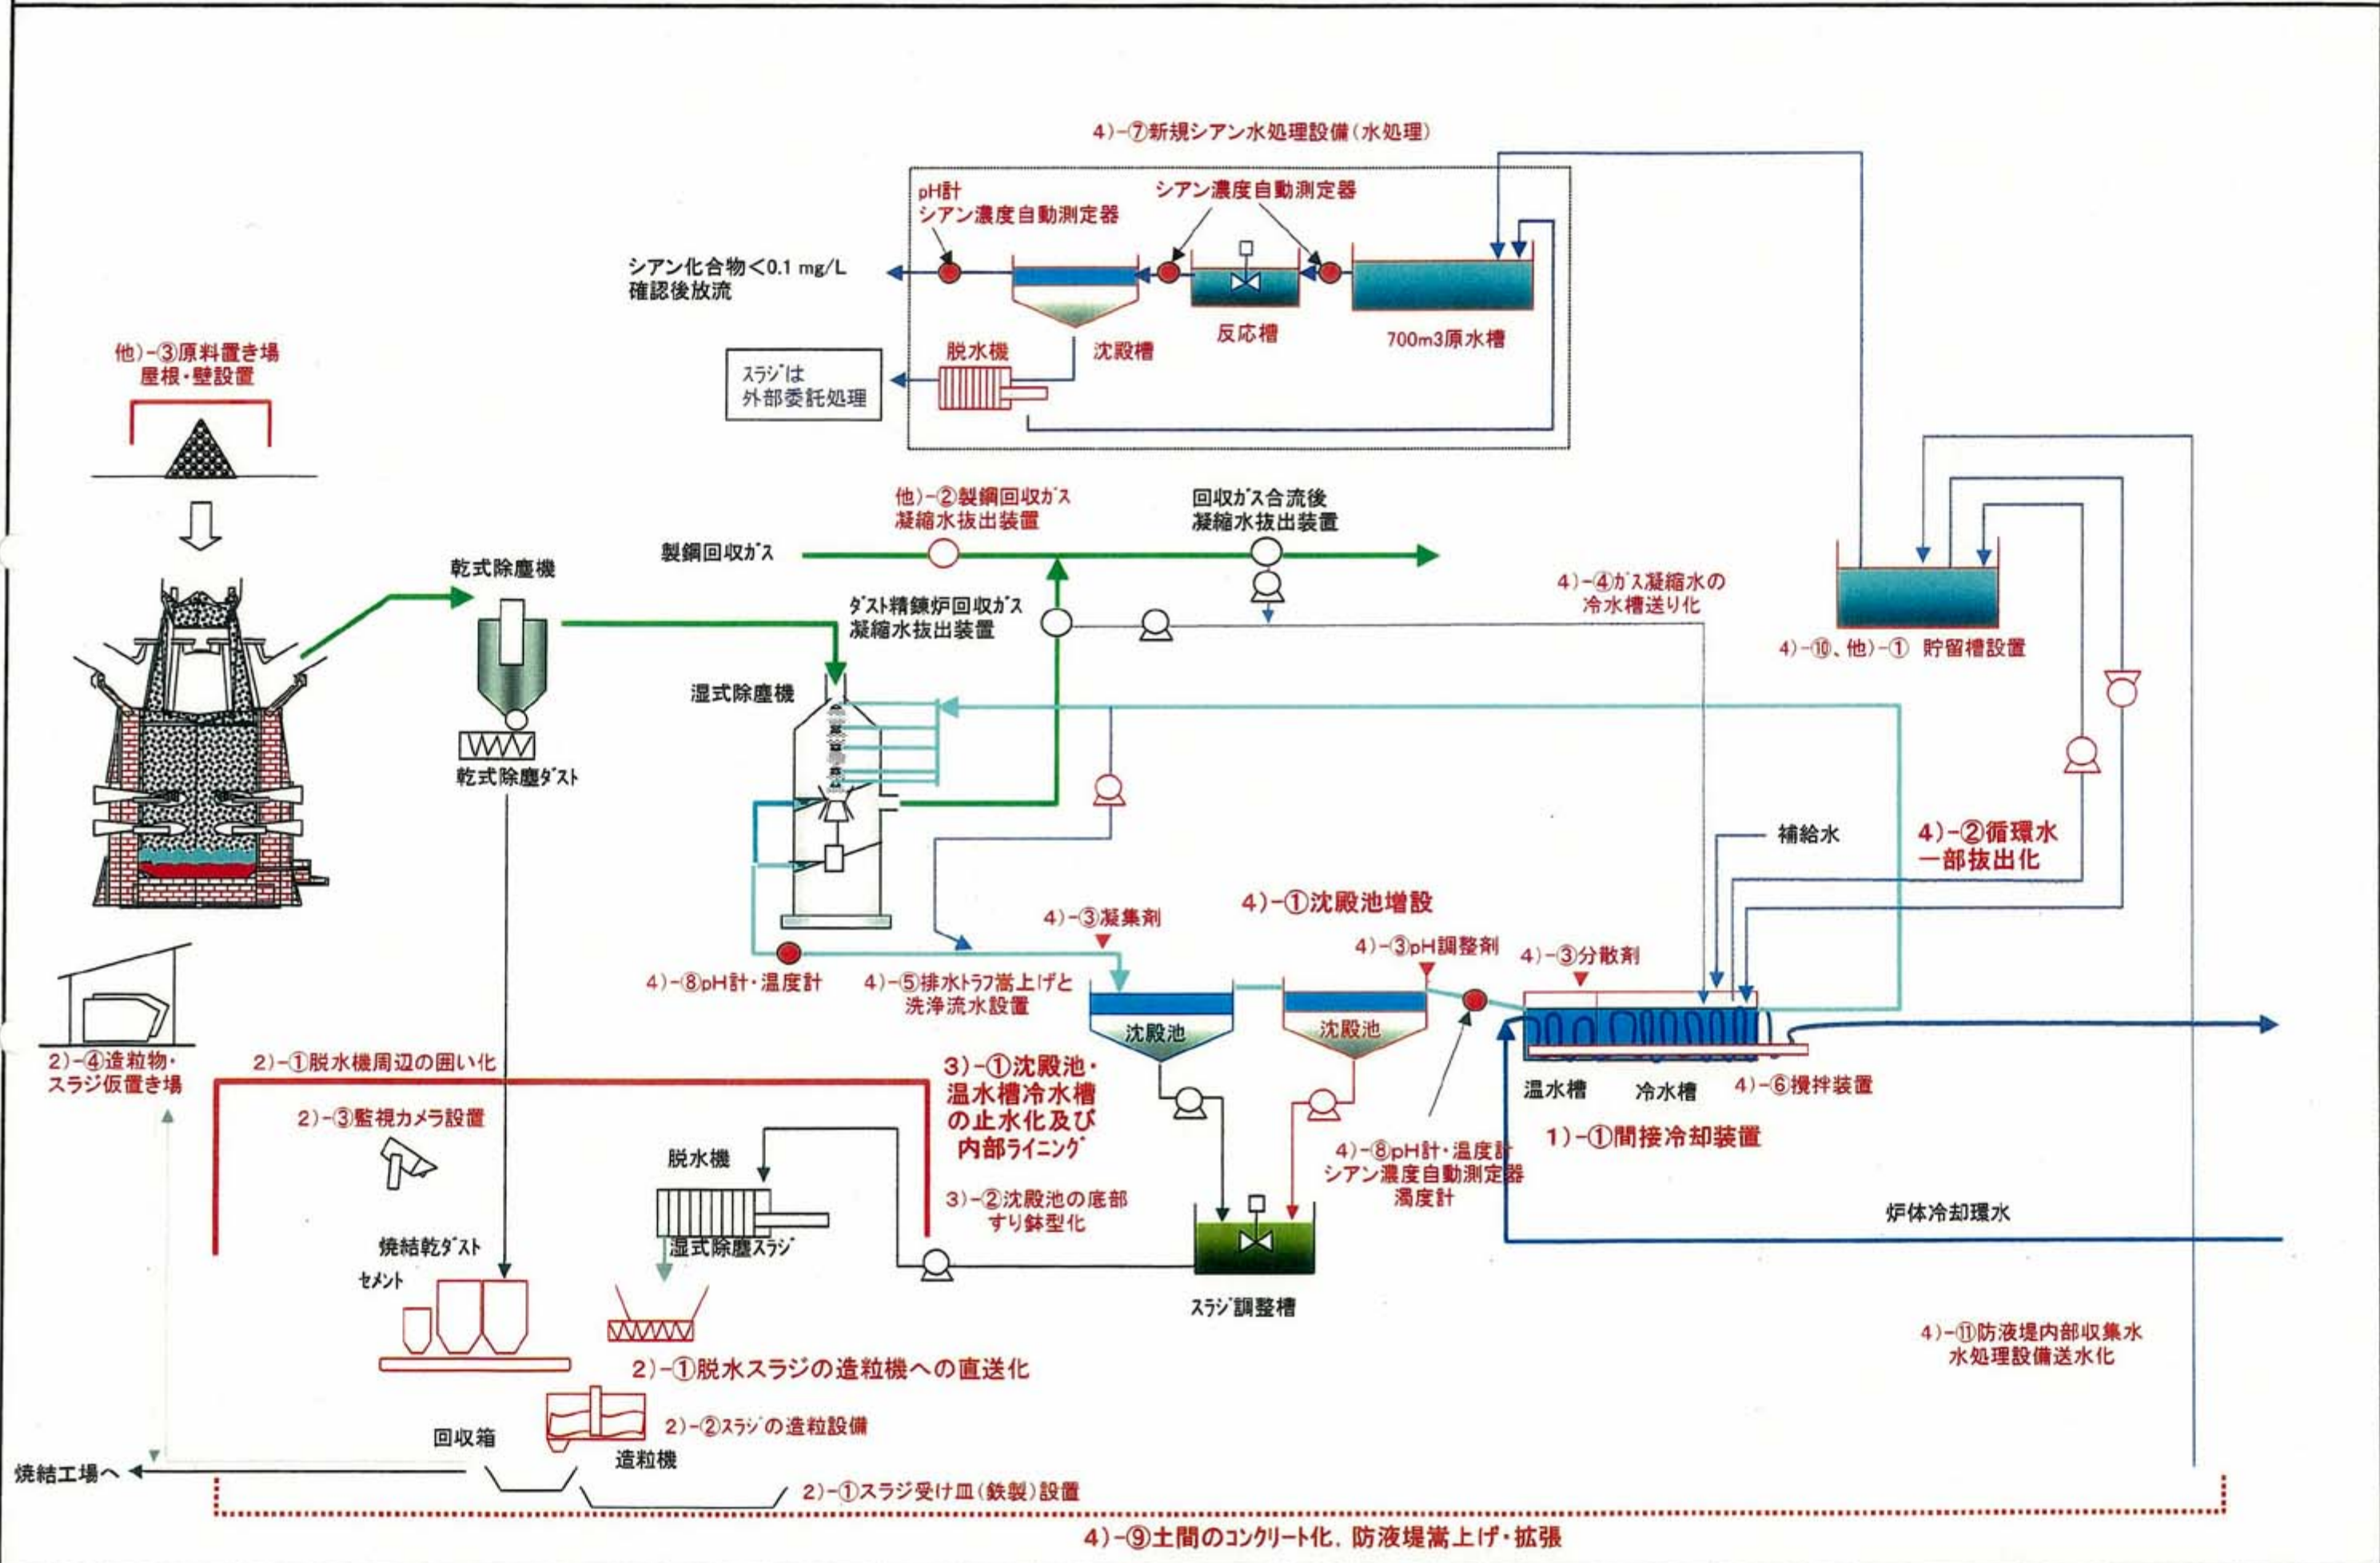 4)-⑦新規シアン水処理設備(水処理)
pH計
シアン濃度自動測定器
シアン濃度自動測定器
シアン化合物<0.1 mg/L
確認後放流
反応槽
700m3原水槽
脱水機
沈殿槽
スラジは
外部委託処理
他)-③原料置き場
屋根・壁設置
他)-②製鋼回収ガス
凝縮水抜出装置
回収ガス合流後
凝縮水抜出装置
製鋼回収ガス
乾式除塵機
4)-④ガス凝縮水の
冷水槽送り化
ダスト精錬炉回収ガス
凝縮水抜出装置
4)-⑩、他)-① 貯留槽設置
湿式除塵機
乾式除塵ダスト
補給水
4)-②循環水
一部抜出化
4)-①沈殿池増設
4)-③凝集剤
4)-③pH調整剤
4)-③分散剤
4)-⑧pH計・温度計
4)-⑤排水トラフ嵩上げと
洗浄流水設置
沈殿池
沈殿池
2)-④造粒物・
スラジ仮置き場
2)-①脱水機周辺の囲い化
3)-①沈殿池・
温水槽冷水槽
の止水化及び
内部ライニング
温水槽
冷水槽
4)-⑥攪拌装置
2)-③監視カメラ設置
1)-①間接冷却装置
脱水機
4)-⑧pH計・温度計
シアン濃度自動測定器
濁度計
3)-②沈殿池の底部
すり鉢型化
炉体冷却環水
焼結乾ダスト
湿式除塵スラジ
セメント
スラジ調整槽
4)-⑪防液堤内部収集水
水処理設備送水化
2)-①脱水スラジの造粒機への直送化
2)-②スラジの造粒設備
回収箱
造粒機
焼結工場へ
2)-①スラジ受け皿(鉄製)設置
4)-⑨土間のコンクリート化,防液堤嵩上げ・拡張